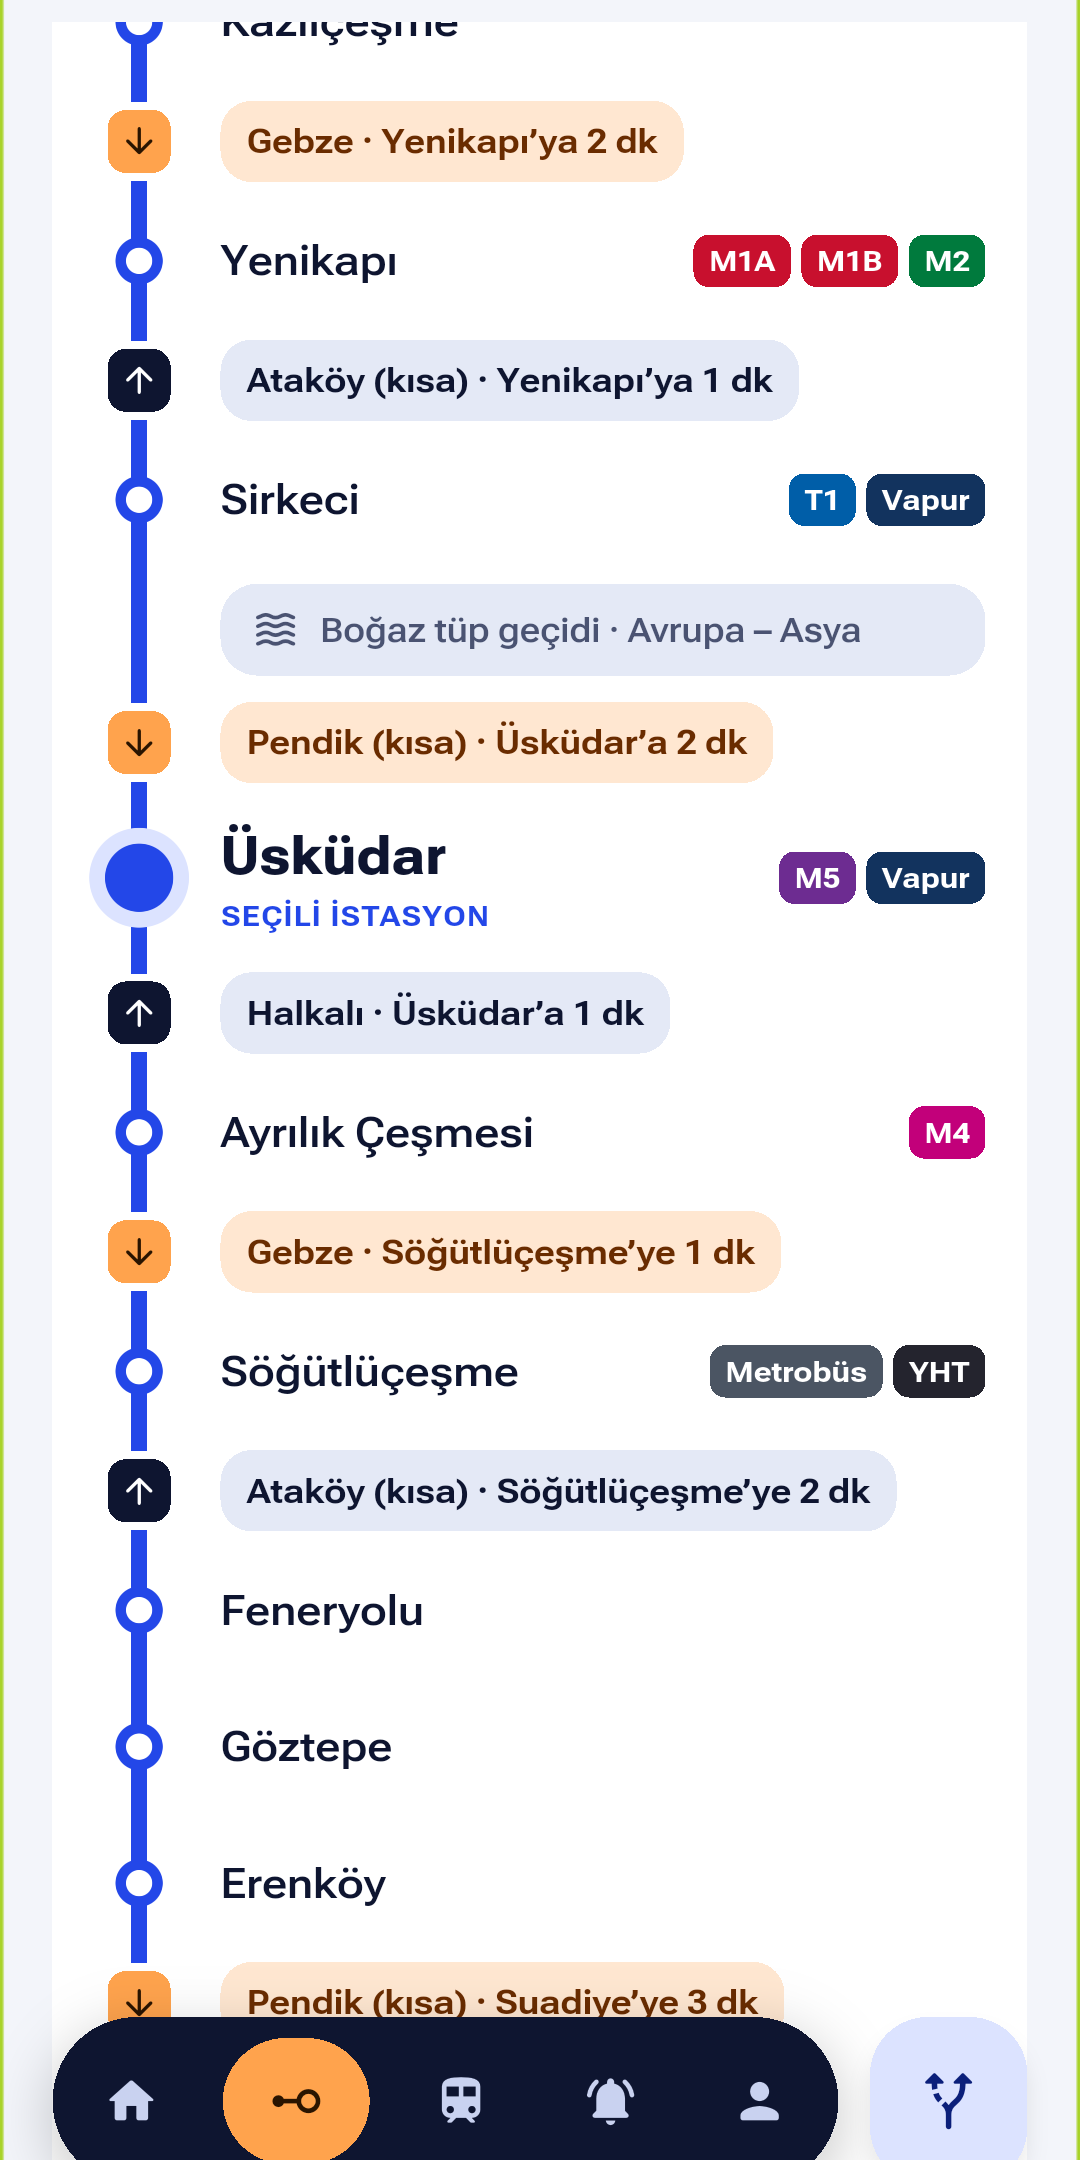 Kazlıçeşme
Gebze · Yenikapı’ya 2 dk
Yenikapı M1A M1B M2
Ataköy (kısa) · Yenikapı’ya 1 dk
Sirkeci T1 Vapur
Boğaz tüp geçidi · Avrupa – Asya
Pendik (kısa) · Üsküdar’a 2 dk
Üsküdar M5 Vapur
SEÇİLİ İSTASYON
Halkalı · Üsküdar’a 1 dk
Ayrılık Çeşmesi M4
Gebze · Söğütlüçeşme’ye 1 dk
Söğütlüçeşme Metrobüs YHT
Ataköy (kısa) · Söğütlüçeşme’ye 2 dk
Feneryolu
Göztepe
Erenköy
Pendik (kısa) · Suadiye’ye 3 dk